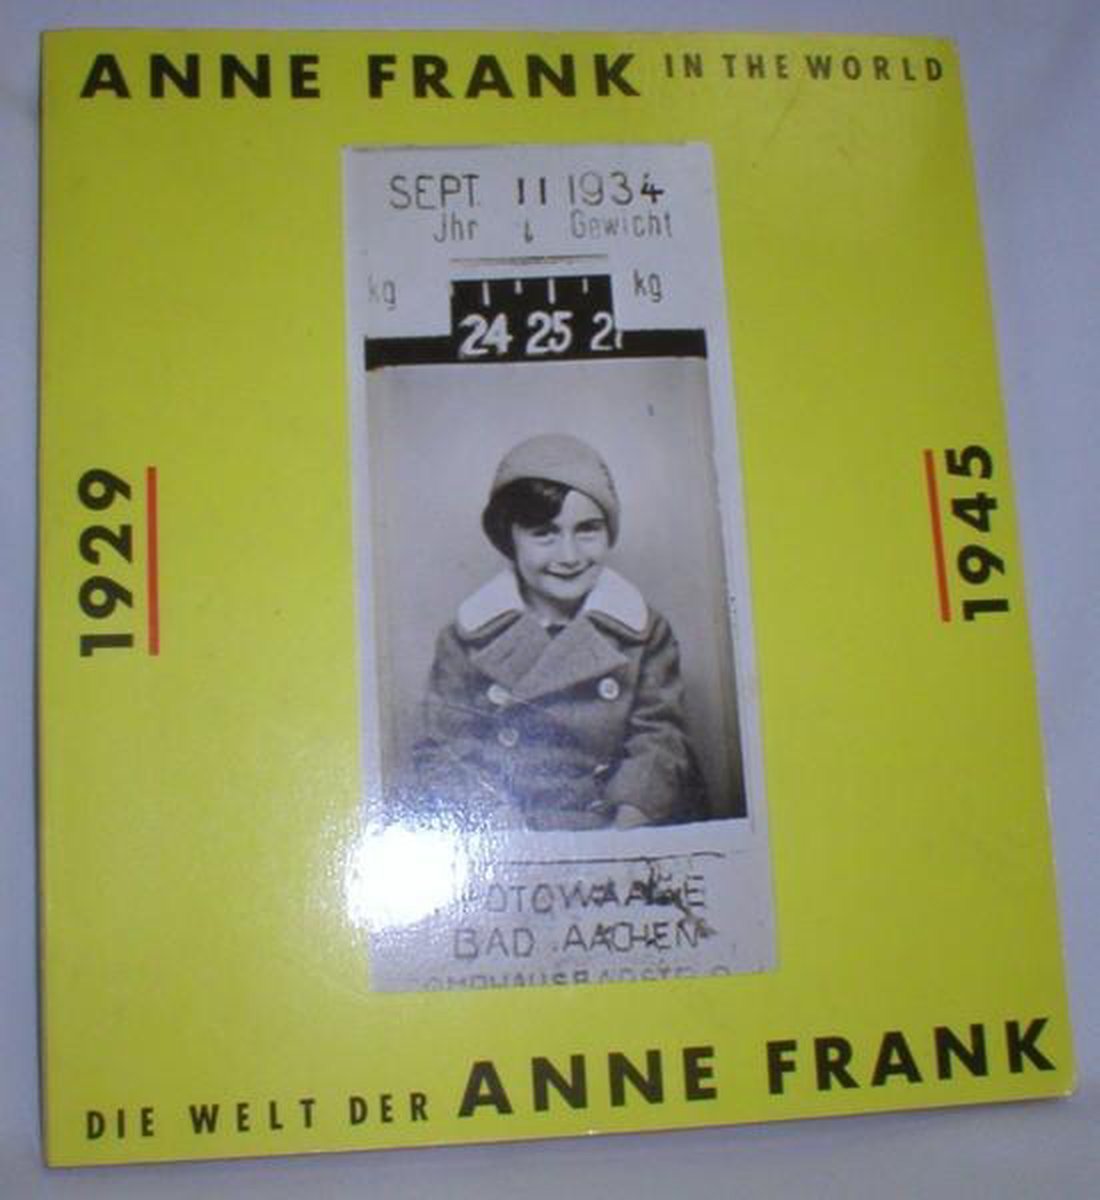 ANNE FRANK IN THE WORLD
SEPT 11 1934
Jhr Gewicht
kg kg
24 25
1929
1945
BAD AACHEN
DIE WELT DER ANNE FRANK